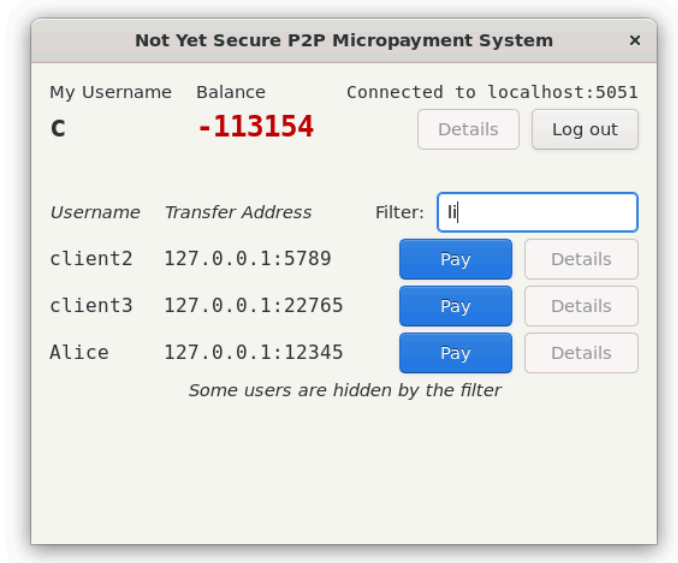 Not Yet Secure P2P Micropayment System ×
My Username Balance Connected to localhost:5051
c -113154 Details Log out
Username Transfer Address Filter: li
client2 127.0.0.1:5789 Pay Details
client3 127.0.0.1:22765 Pay Details
Alice 127.0.0.1:12345 Pay Details
Some users are hidden by the filter